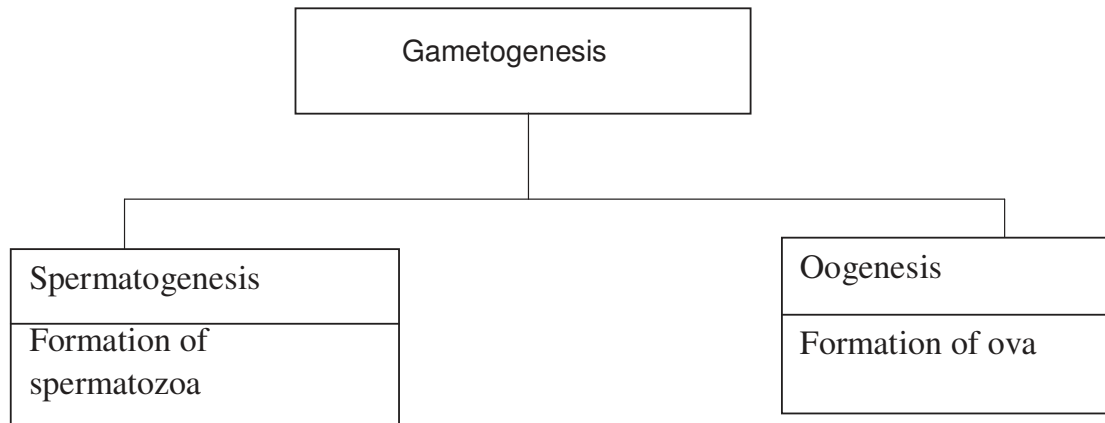 Gametogenesis
Spermatogenesis
Formation of
spermatozoa
Oogenesis
Formation of ova